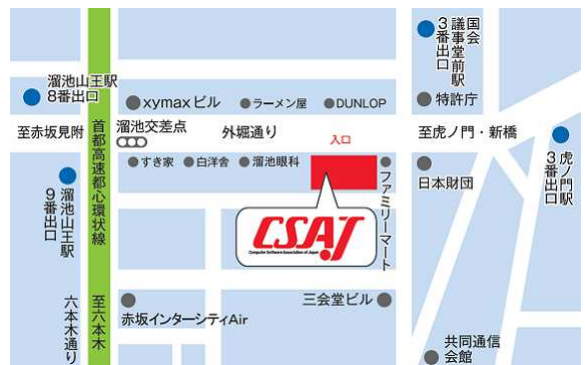 国会
議事堂前駅
3番出口
溜池山王駅
8番出口
xymaxビル
ラーメン屋
DUNLOP
特許庁
至赤坂見附
溜池交差点
外堀通り
入口
至虎ノ門・新橋
虎ノ門駅
3番出口
首都高速都心環状線
すき家
白洋舎
溜池眼科
ファミリーマート
日本財団
溜池山王駅
9番出口
CSAJ
Computer Software Association of Japan
六本木通り
至六本木
赤坂インターシティAir
三会堂ビル
共同通信
会館